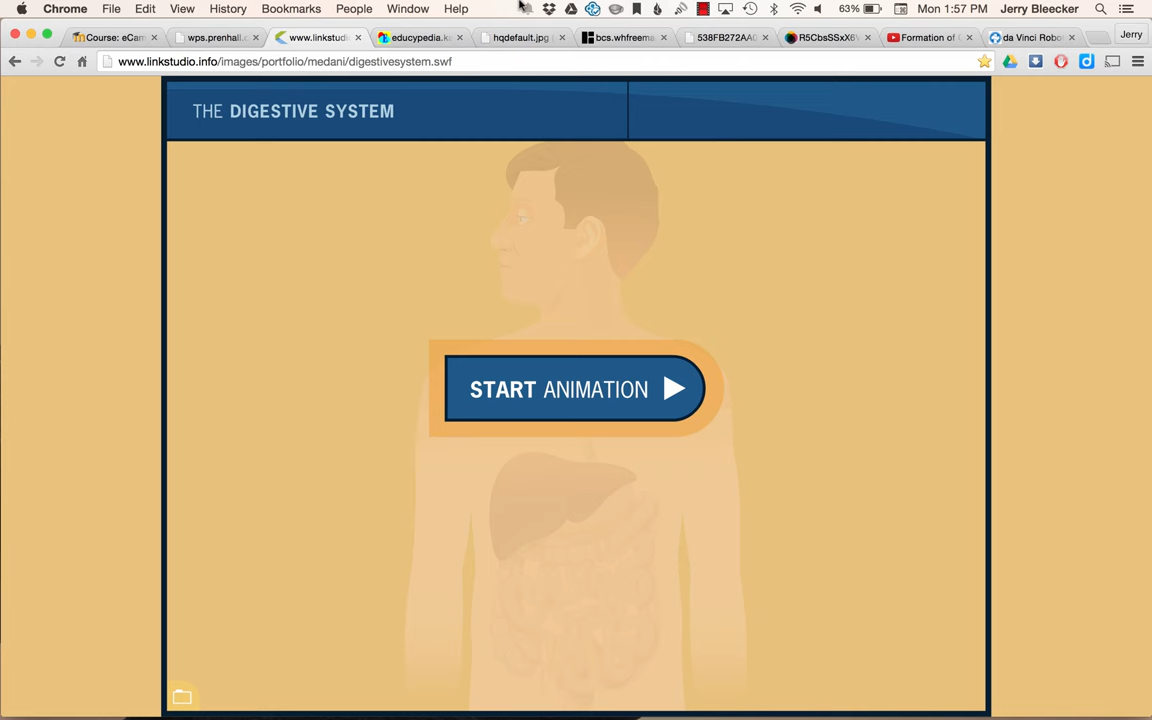 Chrome File Edit View History Bookmarks People Window Help 63% Mon 1:57 PM Jerry Bleecker
Course: eCam wps.prenhall.c www.linkstudi educypedia.k hqdefault.jpg bcs.whfreema 538FB272AA0 R5CbsSSxX6V Formation of da Vinci Robo Jerry
www.linkstudio.info/images/portfolio/medani/digestivesystem.swf
THE DIGESTIVE SYSTEM
START ANIMATION